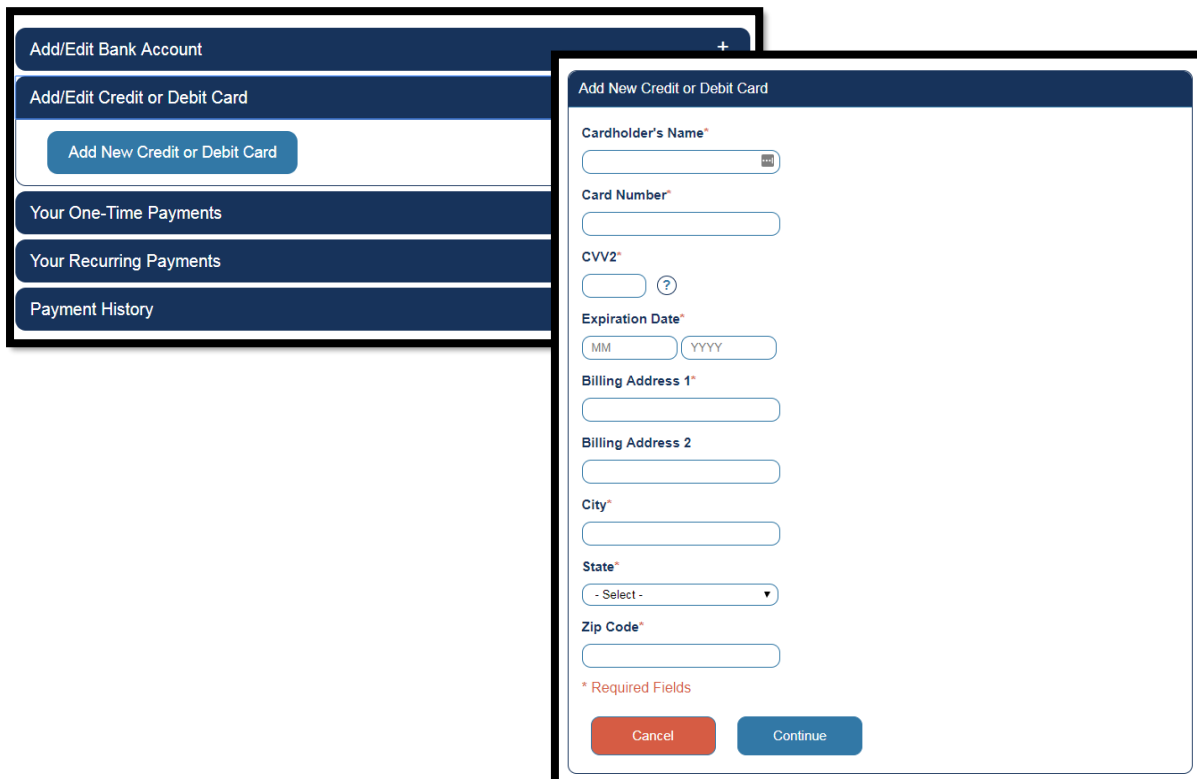 Add/Edit Bank Account +
Add/Edit Credit or Debit Card
Add New Credit or Debit Card
Your One-Time Payments
Your Recurring Payments
Payment History
Add New Credit or Debit Card
Cardholder's Name*
Card Number*
CVV2*
?
Expiration Date*
MM YYYY
Billing Address 1*
Billing Address 2
City*
State*
- Select -
Zip Code*
* Required Fields
Cancel Continue